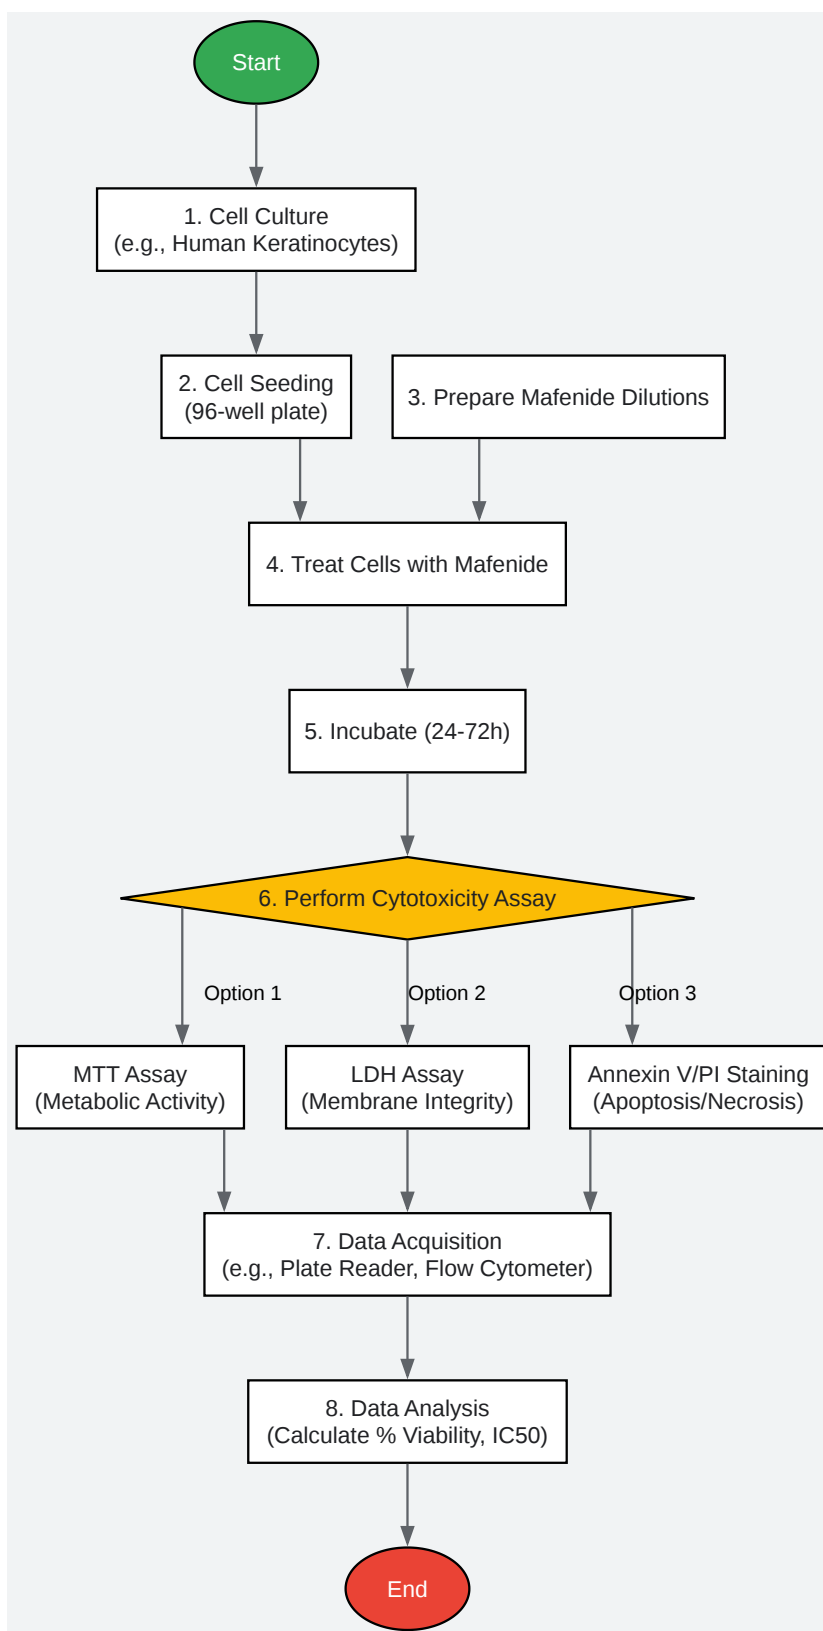 Start
1. Cell Culture
(e.g., Human Keratinocytes)
2. Cell Seeding
(96-well plate)
3. Prepare Mafenide Dilutions
4. Treat Cells with Mafenide
5. Incubate (24-72h)
6. Perform Cytotoxicity Assay
Option 1
Option 2
Option 3
MTT Assay
(Metabolic Activity)
LDH Assay
(Membrane Integrity)
Annexin V/PI Staining
(Apoptosis/Necrosis)
7. Data Acquisition
(e.g., Plate Reader, Flow Cytometer)
8. Data Analysis
(Calculate % Viability, IC50)
End